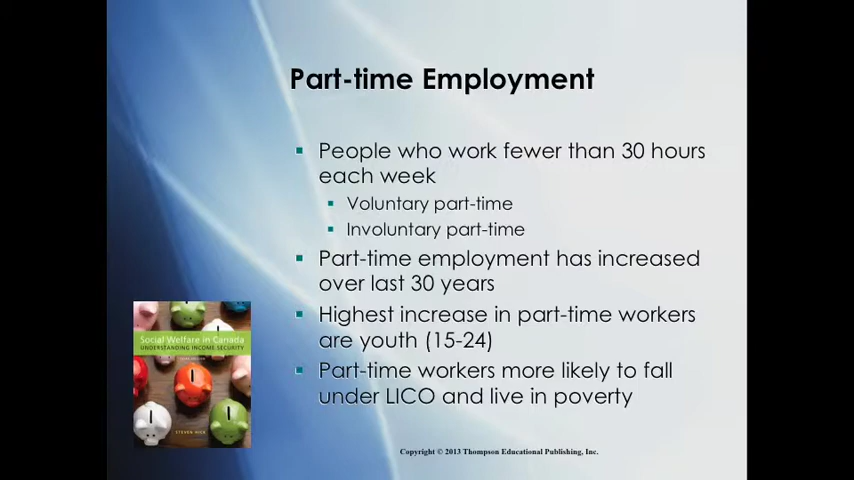 Part-time Employment
People who work fewer than 30 hours
each week
Voluntary part-time
Involuntary part-time
Part-time employment has increased
over last 30 years
Highest increase in part-time workers
are youth (15-24)
Part-time workers more likely to fall
under LICO and live in poverty
Social Welfare in Canada
UNDERSTANDING INCOME SECURITY
STEVEN HICK
Copyright © 2013 Thompson Educational Publishing, Inc.